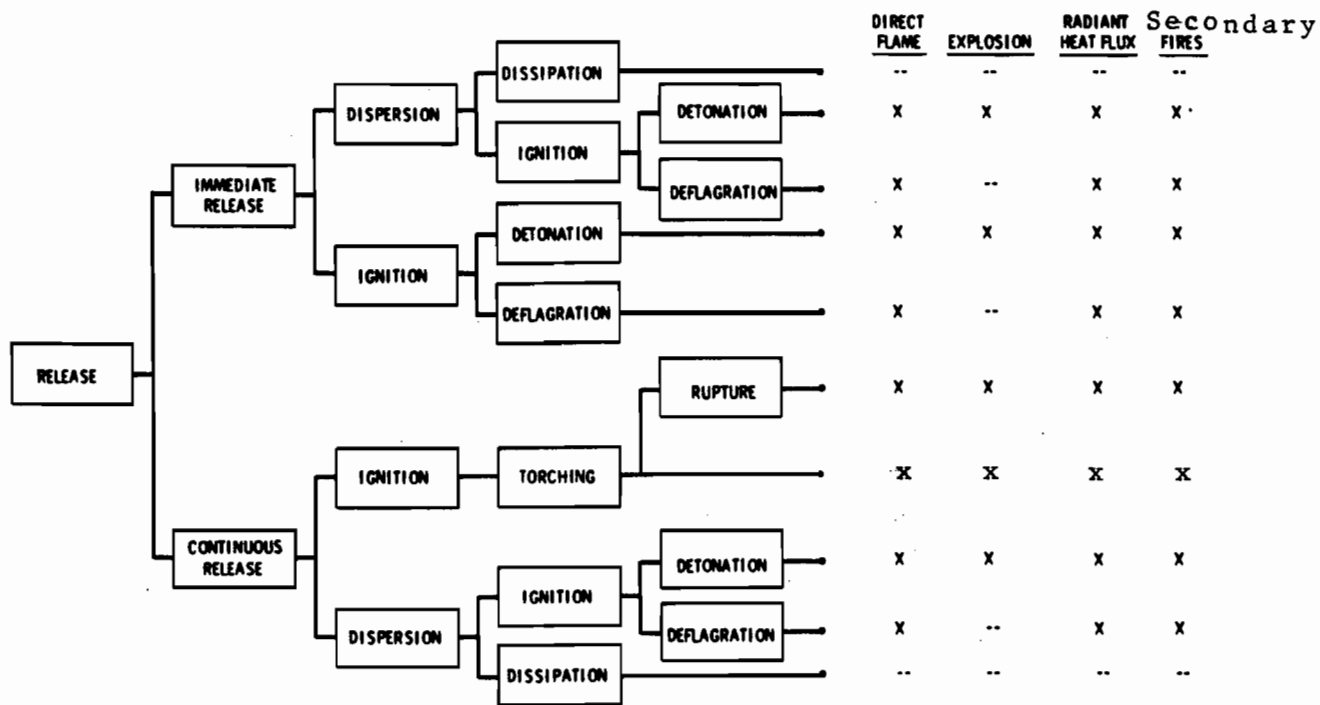 DIRECT FLAME
EXPLOSION
RADIANT HEAT FLUX
Secondary FIRES
DISSIPATION
-- -- -- --
DISPERSION
DETONATION
X X X X
IGNITION
IMMEDIATE
RELEASE
DEFLAGRATION
X -- X X
DETONATION
X X X X
IGNITION
DEFLAGRATION
X -- X X
RELEASE
RUPTURE
X X X X
IGNITION
TORCHING
X X X X
CONTINUOUS
RELEASE
DETONATION
X X X X
IGNITION
DISPERSION
DEFLAGRATION
X -- X X
DISSIPATION
-- -- -- --